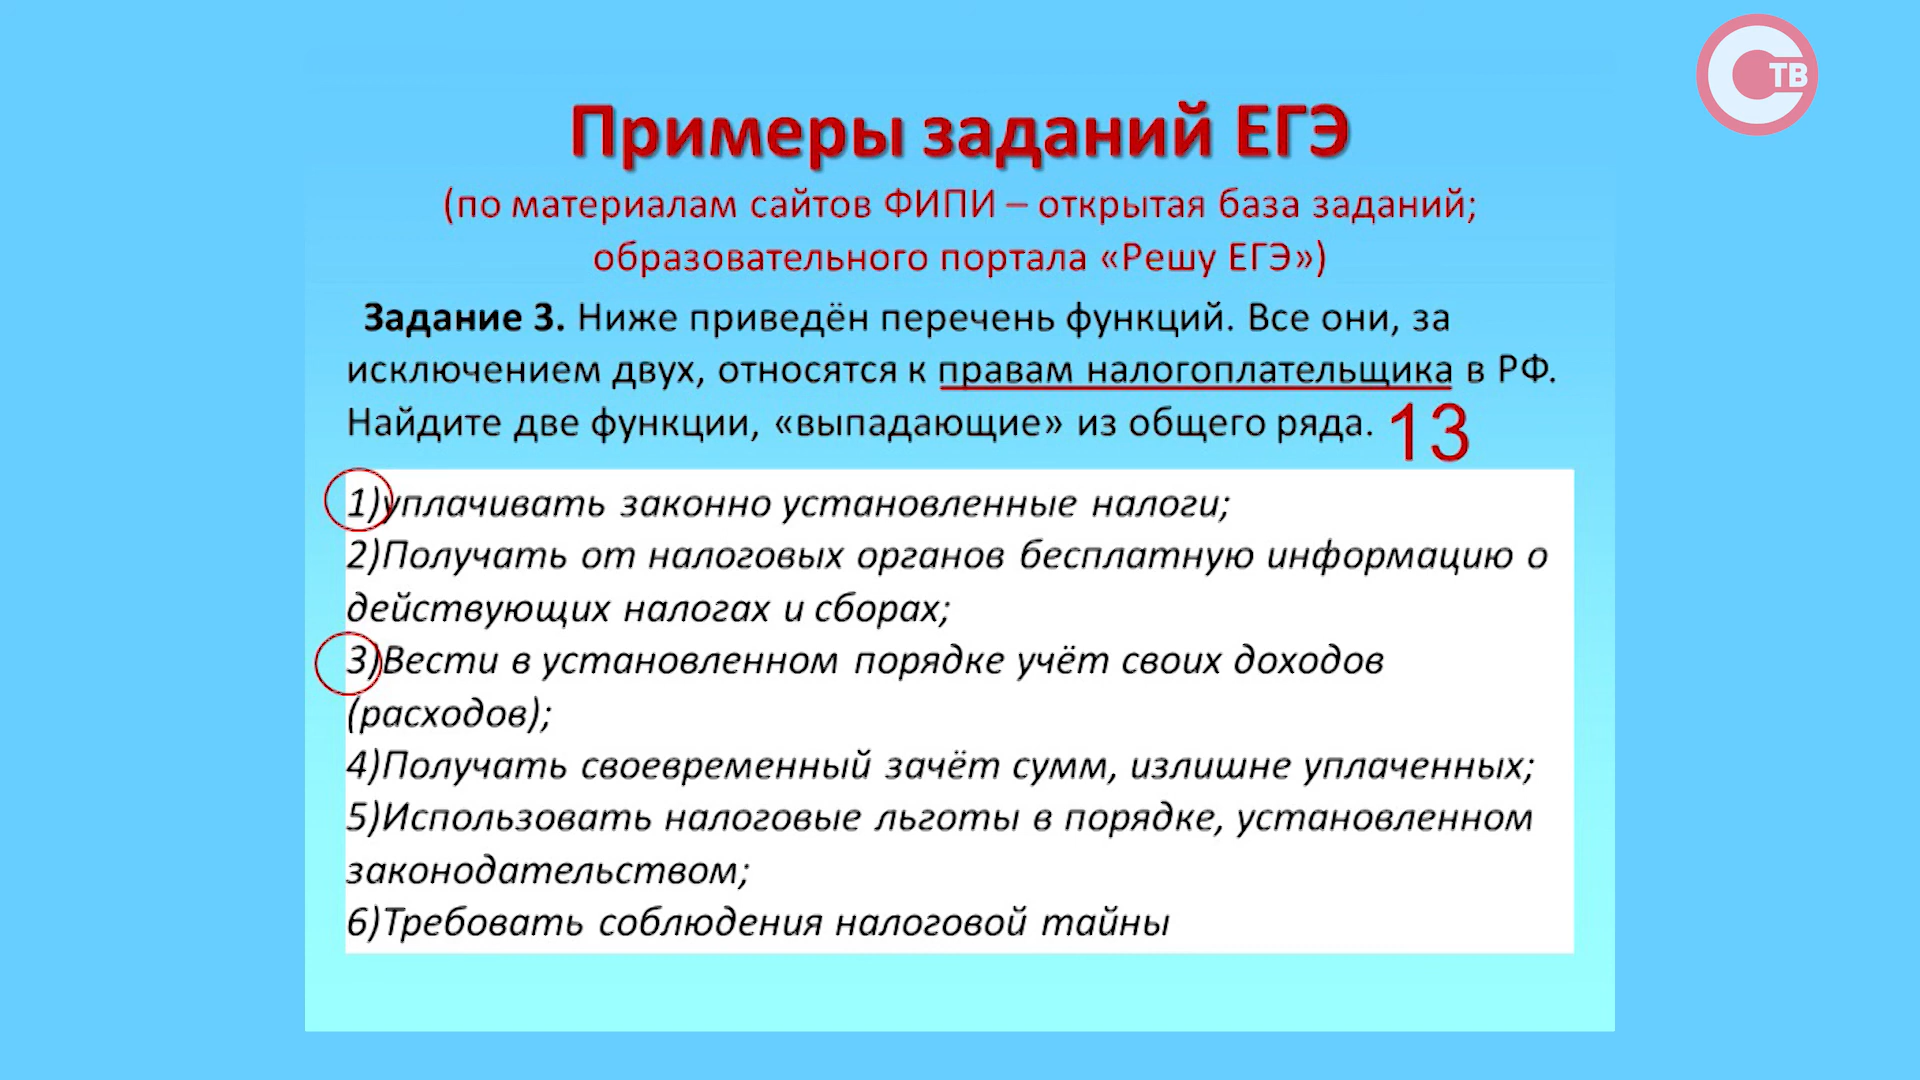 ТВ
Примеры заданий ЕГЭ
(по материалам сайтов ФИПИ – открытая база заданий;
образовательного портала «Решу ЕГЭ»)
Задание 3. Ниже приведён перечень функций. Все они, за
исключением двух, относятся к правам налогоплательщика в РФ.
Найдите две функции, «выпадающие» из общего ряда. 13
1)уплачивать законно установленные налоги;
2)Получать от налоговых органов бесплатную информацию о
действующих налогах и сборах;
3)Вести в установленном порядке учёт своих доходов
(расходов);
4)Получать своевременный зачёт сумм, излишне уплаченных;
5)Использовать налоговые льготы в порядке, установленном
законодательством;
6)Требовать соблюдения налоговой тайны